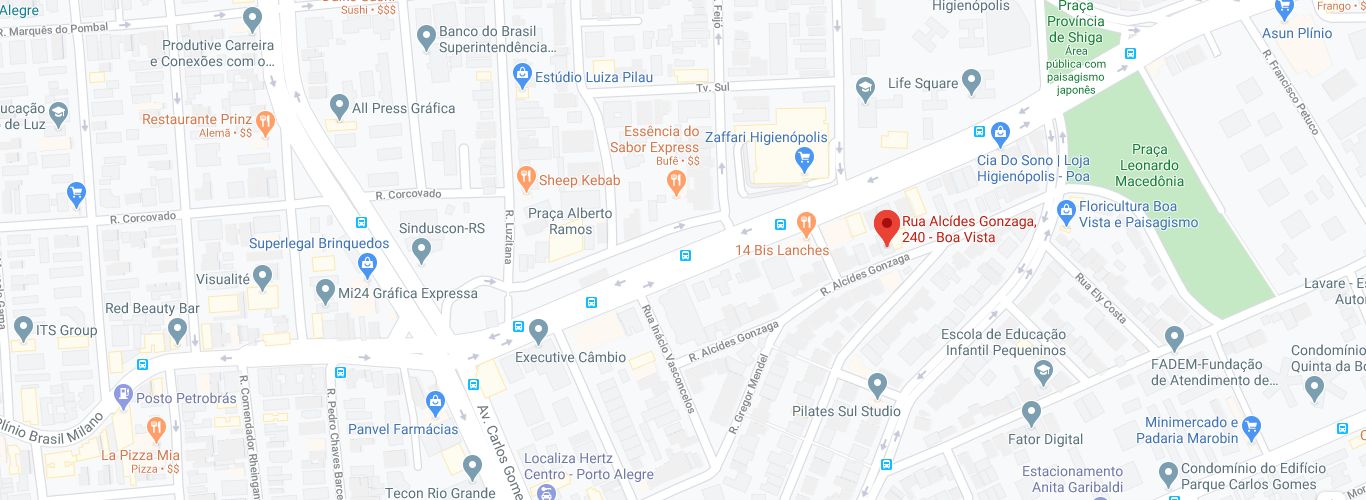 Alegre
R. Marquês do Pombal
Sushi • $$$
Produtive Carreira
e Conexões com o...
Banco do Brasil
Superintendência...
Feijó
Higienópolis
Praça
Província
de Shiga
Área
pública com
paisagismo
japonês
Frango • $$
Asun Plínio
R. Francisco Petuco
Estúdio Luiza Pilau
Tv. Sul
Life Square
All Press Gráfica
ducação
o de Luz
Restaurante Prinz
Alemã • $$
Essência do
Sabor Express
Bufê • $$
Zaffari Higienópolis
Cia Do Sono | Loja
Higienópolis - Poa
Praça
Leonardo
Macedônia
Sheep Kebab
R. Corcovado
R. Corcovado
R. Luzitana
Praça Alberto
Ramos
Sinduscon-RS
Superlegal Brinquedos
Rua Alcídes Gonzaga,
240 - Boa Vista
Floricultura Boa
Vista e Paisagismo
14 Bis Lanches
Visualité
Mi24 Gráfica Expressa
Red Beauty Bar
ITS Group
R. Alcídes Gonzaga
Rua Ely Costa
Lavare - Es
Autor
Rua Inácio Vasconcelos
R. Alcídes Gonzaga
Executive Câmbio
R. Gregor Mendel
Escola de Educação
Infantil Pequeninos
FADEM-Fundação
de Atendimento de...
Condomínio
Quinta da Bo
Posto Petrobrás
R. Comendador Rheingan
R. Pedro Chaves Barce
Panvel Farmácias
Av. Carlos Gome
Pilates Sul Studio
Fator Digital
Minimercado e
Padaria Marobin
línio Brasil Milano
La Pizza Mia
Pizza • $$
Localiza Hertz
Centro - Porto Alegre
Tecon Rio Grande
Estacionamento
Anita Garibaldi
Condomínio do Edifício
Parque Carlos Gomes